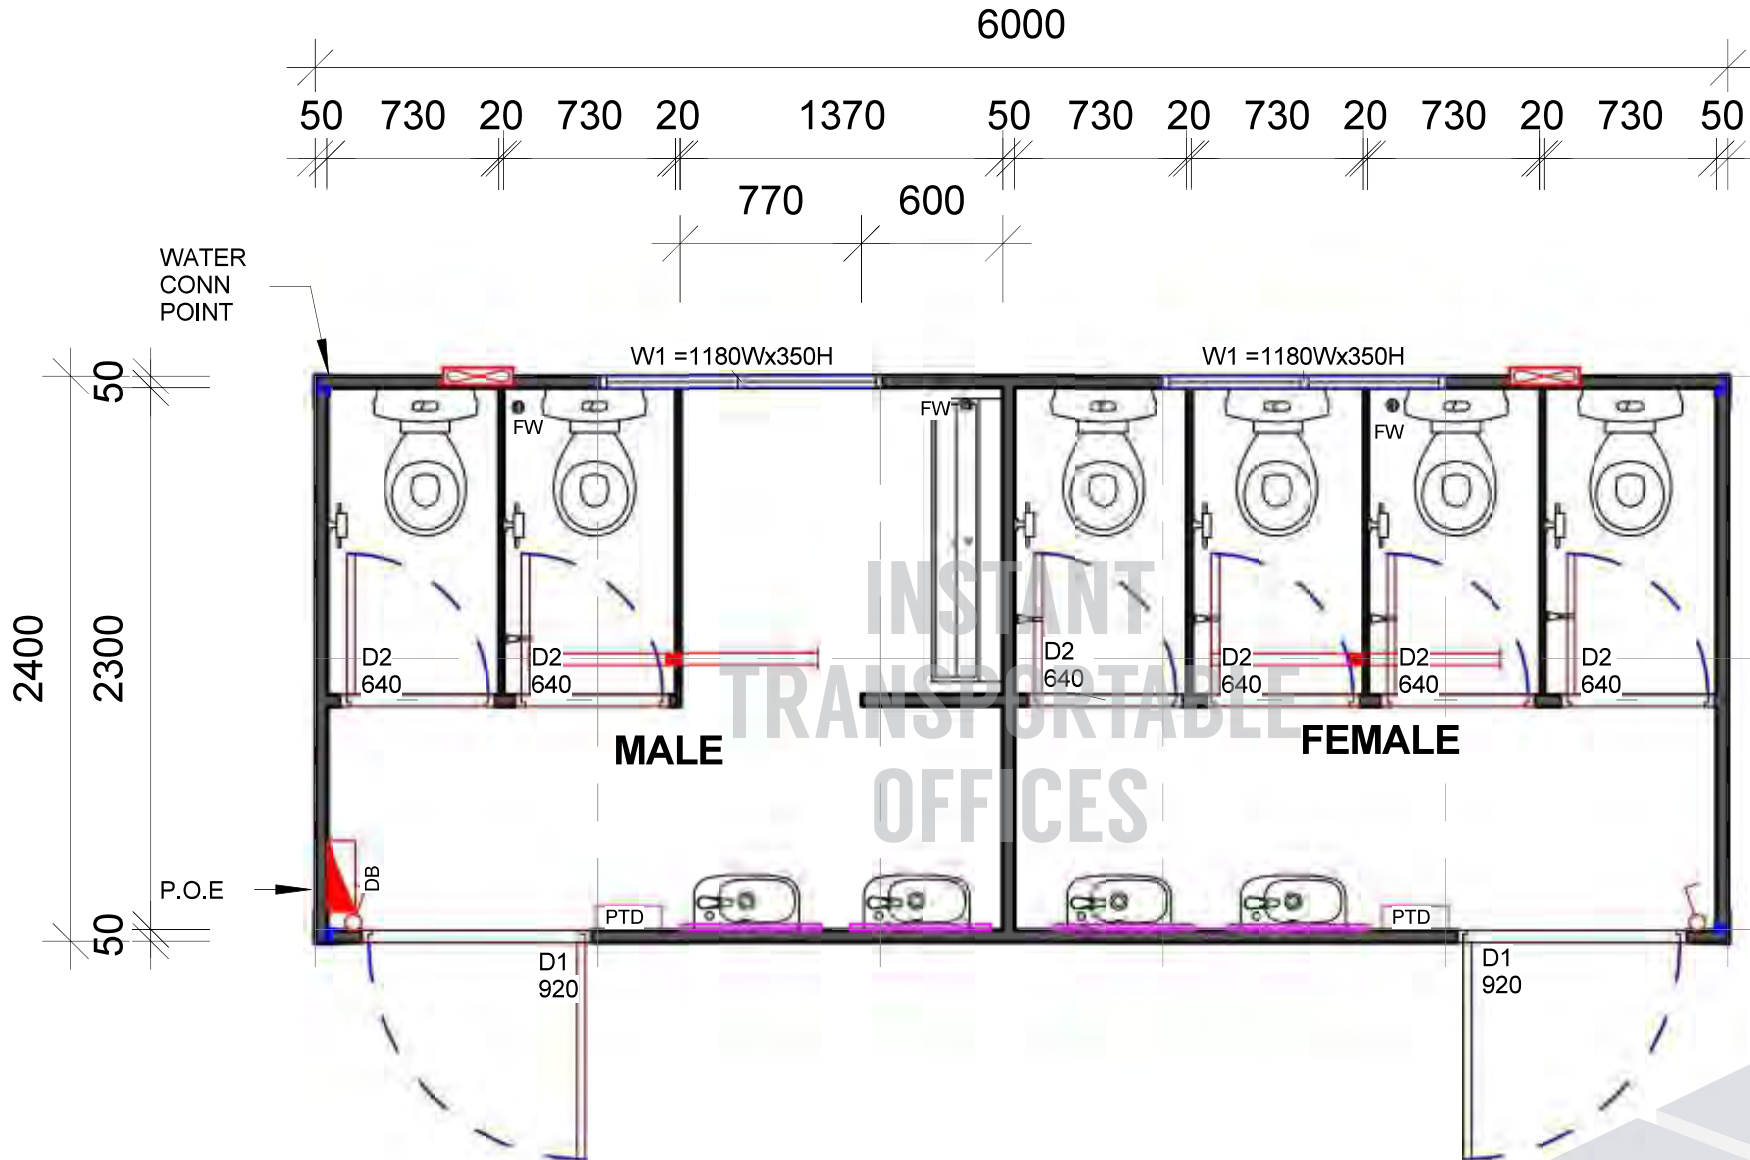 6000
50 730 20 730 20 1370 50 730 20 730 20 730 20 730 50
770 600
WATER
CONN
POINT
W1 =1180Wx350H
W1 =1180Wx350H
50
2300
50
2400
FW
FW
FW
D2
640
D2
640
D2
640
D2
640
D2
640
D2
640
INSTANT
TRANSPORTABLE
OFFICES
MALE
FEMALE
P.O.E
DB
PTD
PTD
D1
920
D1
920